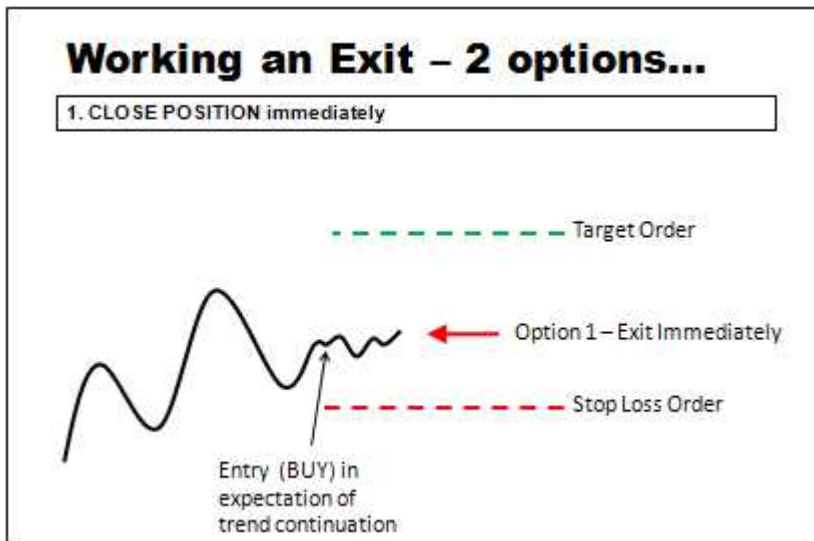 Working an Exit – 2 options...
1. CLOSE POSITION immediately
Target Order
Option 1 – Exit Immediately
Stop Loss Order
Entry (BUY) in
expectation of
trend continuation